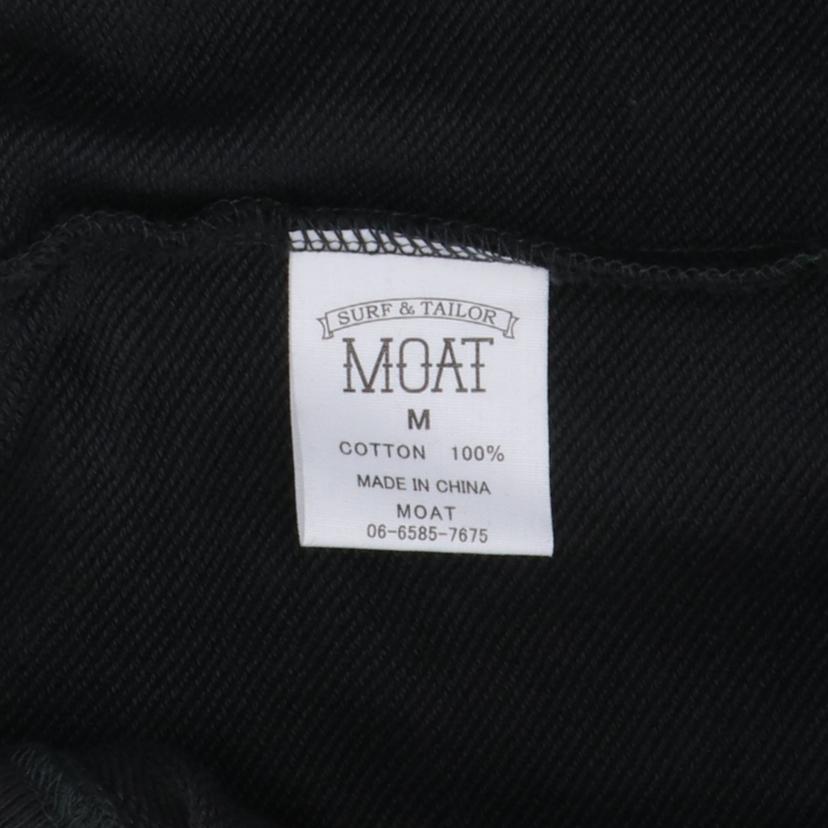 SURF & TAILOR
MOAT
M
COTTON 100%
MADE IN CHINA
MOAT
06-6585-7675